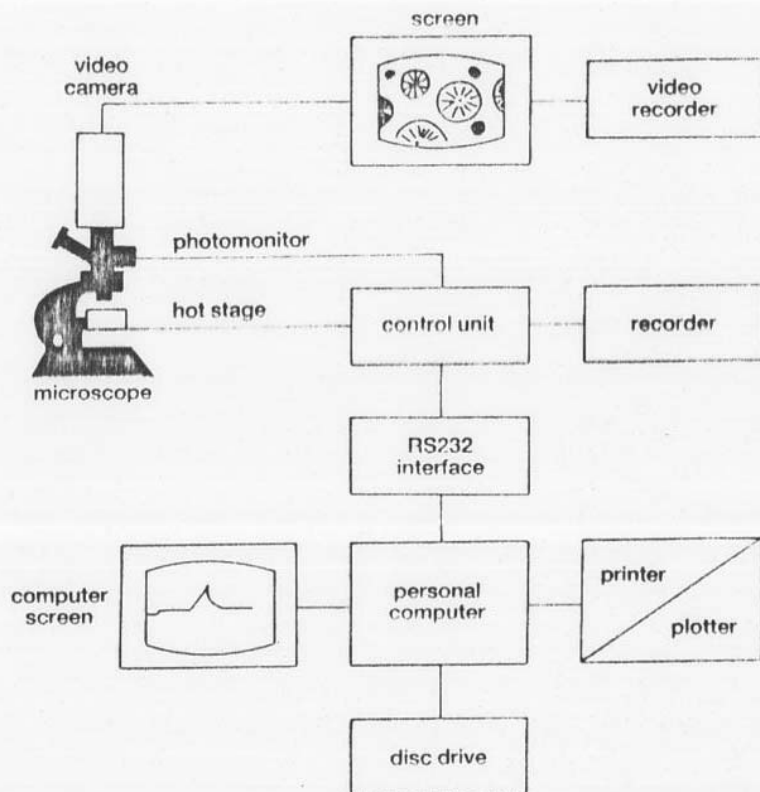 screen
video
camera
video
recorder
photomonitor
hot stage
control unit
recorder
microscope
RS232
interface
computer
screen
personal
computer
printer
plotter
disc drive